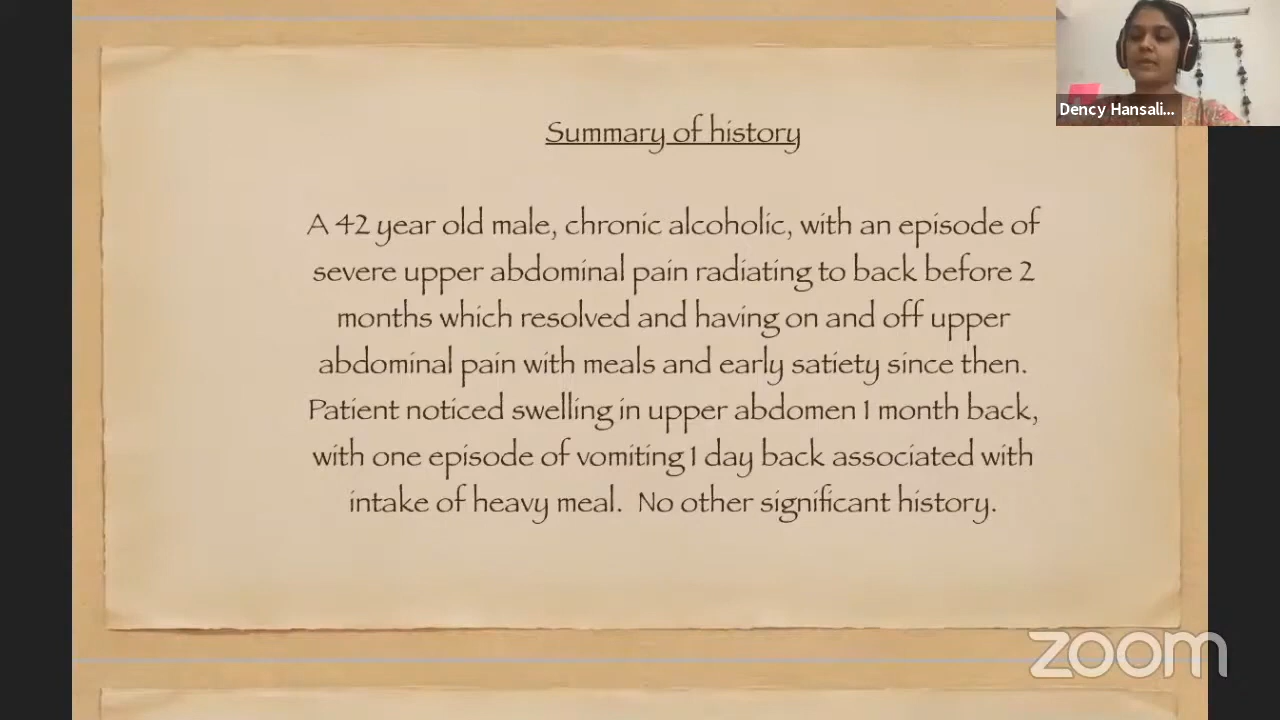 Dency Hansali...
Summary of history
A 42 year old male, chronic alcoholic, with an episode of
severe upper abdominal pain radiating to back before 2
months which resolved and having on and off upper
abdominal pain with meals and early satiety since then.
Patient noticed swelling in upper abdomen 1 month back,
with one episode of vomiting 1 day back associated with
intake of heavy meal. No other significant history.
zoom